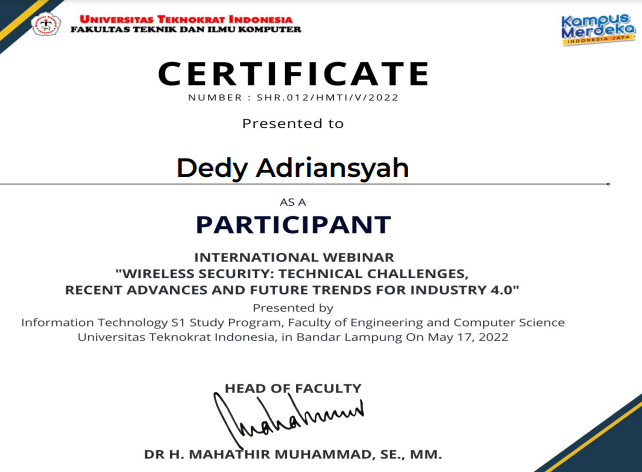 UNIVERSITAS TEKNOKRAT INDONESIA
FAKULTAS TEKNIK DAN ILMU KOMPUTER
Kampus
Merdeka
INDONESIA JAYA
CERTIFICATE
NUMBER : SHR.012/HMTI/V/2022
Presented to
Dedy Adriansyah
AS A
PARTICIPANT
INTERNATIONAL WEBINAR
"WIRELESS SECURITY: TECHNICAL CHALLENGES,
RECENT ADVANCES AND FUTURE TRENDS FOR INDUSTRY 4.0"
Presented by
Information Technology S1 Study Program, Faculty of Engineering and Computer Science
Universitas Teknokrat Indonesia, in Bandar Lampung On May 17, 2022
HEAD OF FACULTY
DR H. MAHATHIR MUHAMMAD, SE., MM.